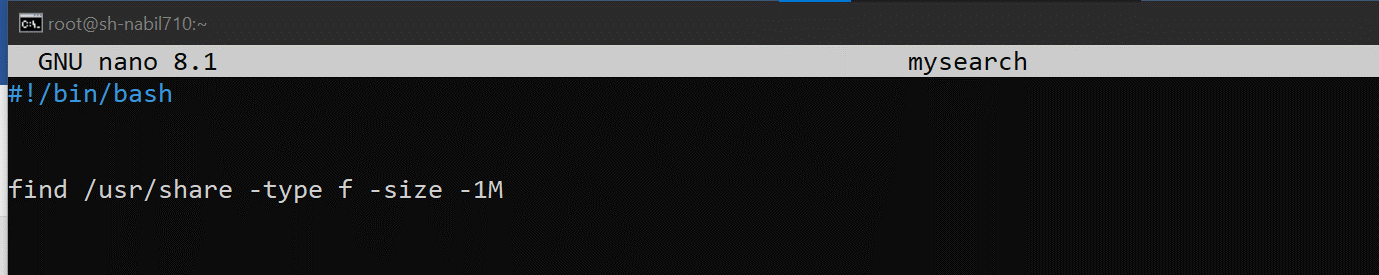 root@sh-nabil710:~
GNU nano 8.1 mysearch
#!/bin/bash
find /usr/share -type f -size -1M